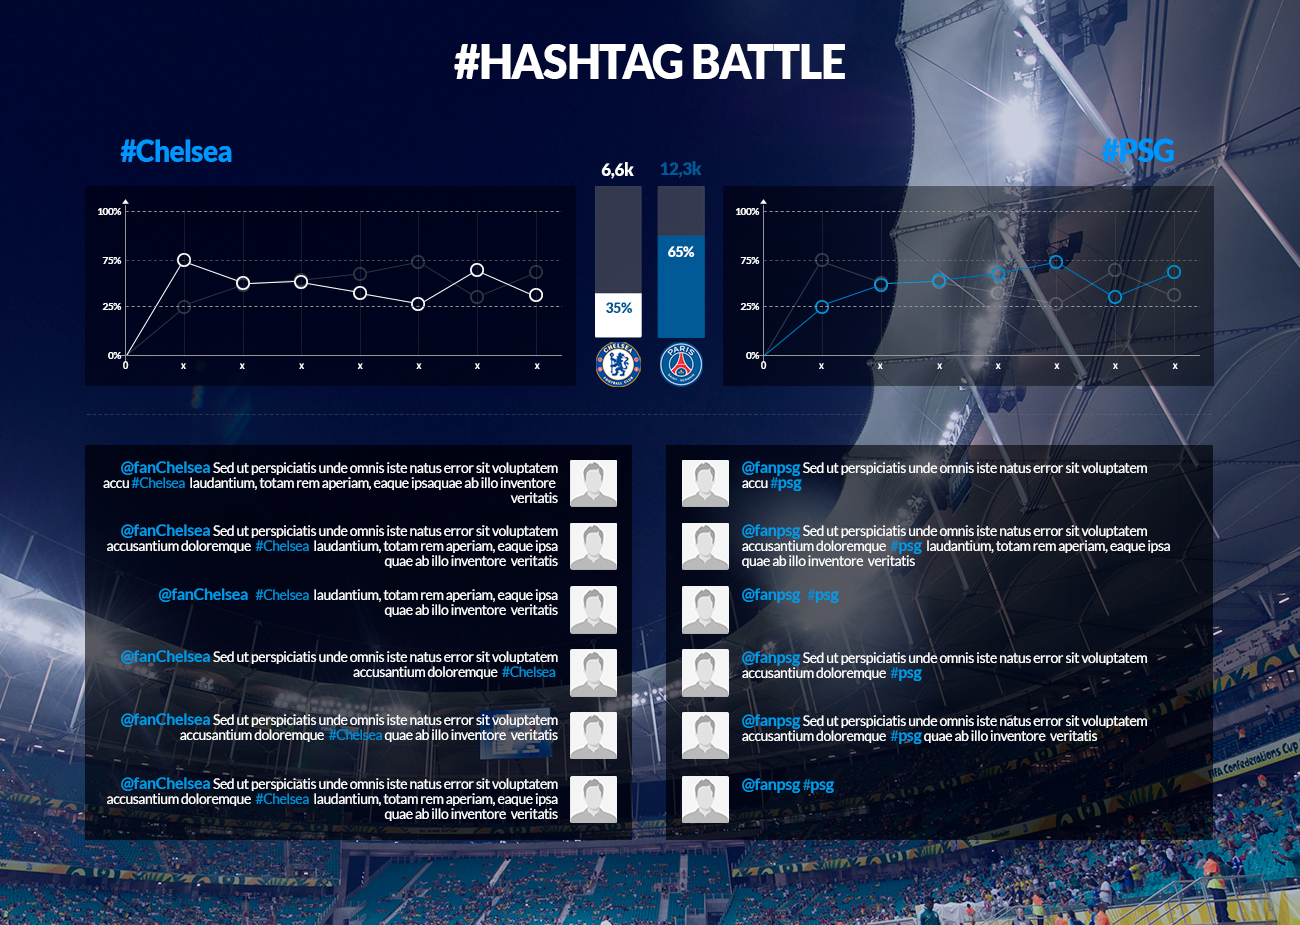 #HASHTAG BATTLE
#Chelsea
#PSG
6,6k
12,3k
100%
75%
25%
0%
0
x
x
x
x
x
x
x
65%
35%
CHELSEA
FOOTBALL CLUB
PARIS
SAINT-GERMAIN
100%
75%
25%
0%
0
x
x
x
x
x
x
x
@fanChelsea Sed ut perspiciatis unde omnis iste natus error sit voluptatem
accu #Chelsea laudantium, totam rem aperiam, eaque ipsaquae ab illo inventore
veritatis
@fanChelsea Sed ut perspiciatis unde omnis iste natus error sit voluptatem
accusantium doloremque #Chelsea laudantium, totam rem aperiam, eaque ipsa
quae ab illo inventore veritatis
@fanChelsea #Chelsea laudantium, totam rem aperiam, eaque ipsa
quae ab illo inventore veritatis
@fanChelsea Sed ut perspiciatis unde omnis iste natus error sit voluptatem
accusantium doloremque #Chelsea
@fanChelsea Sed ut perspiciatis unde omnis iste natus error sit voluptatem
accusantium doloremque #Chelsea quae ab illo inventore veritatis
@fanChelsea Sed ut perspiciatis unde omnis iste natus error sit voluptatem
accusantium doloremque #Chelsea laudantium, totam rem aperiam, eaque ipsa
quae ab illo inventore veritatis
@fanpsg Sed ut perspiciatis unde omnis iste natus error sit voluptatem
accu #psg
@fanpsg Sed ut perspiciatis unde omnis iste natus error sit voluptatem
accusantium doloremque #psg laudantium, totam rem aperiam, eaque ipsa
quae ab illo inventore veritatis
@fanpsg #psg
@fanpsg Sed ut perspiciatis unde omnis iste natus error sit voluptatem
accusantium doloremque #psg
@fanpsg Sed ut perspiciatis unde omnis iste natus error sit voluptatem
accusantium doloremque #psg quae ab illo inventore veritatis
@fanpsg #psg
FIFA Confederations Cup